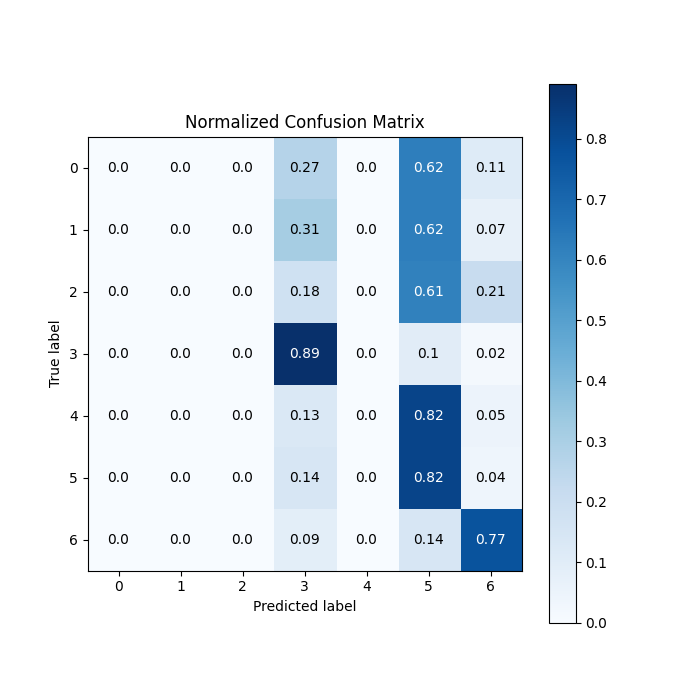 Normalized Confusion Matrix
0 0.0 0.0 0.0 0.27 0.0 0.62 0.11
1 0.0 0.0 0.0 0.31 0.0 0.62 0.07
2 0.0 0.0 0.0 0.18 0.0 0.61 0.21
3 0.0 0.0 0.0 0.89 0.0 0.1 0.02
4 0.0 0.0 0.0 0.13 0.0 0.82 0.05
5 0.0 0.0 0.0 0.14 0.0 0.82 0.04
6 0.0 0.0 0.0 0.09 0.0 0.14 0.77
0 1 2 3 4 5 6
True label
Predicted label
0.8
0.7
0.6
0.5
0.4
0.3
0.2
0.1
0.0